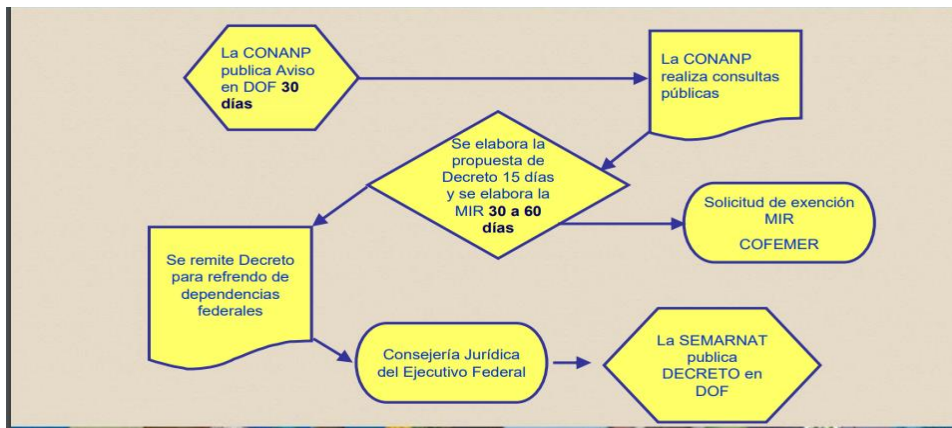 La CONANP
publica Aviso
en DOF 30
días
La CONANP
realiza consultas
públicas
Se elabora la
propuesta de
Decreto 15 días
y se elabora la
MIR 30 a 60
días
Solicitud de exención
MIR
COFEMER
Se remite Decreto
para refrendo de
dependencias
federales
Consejería Jurídica
del Ejecutivo Federal
La SEMARNAT
publica
DECRETO en
DOF